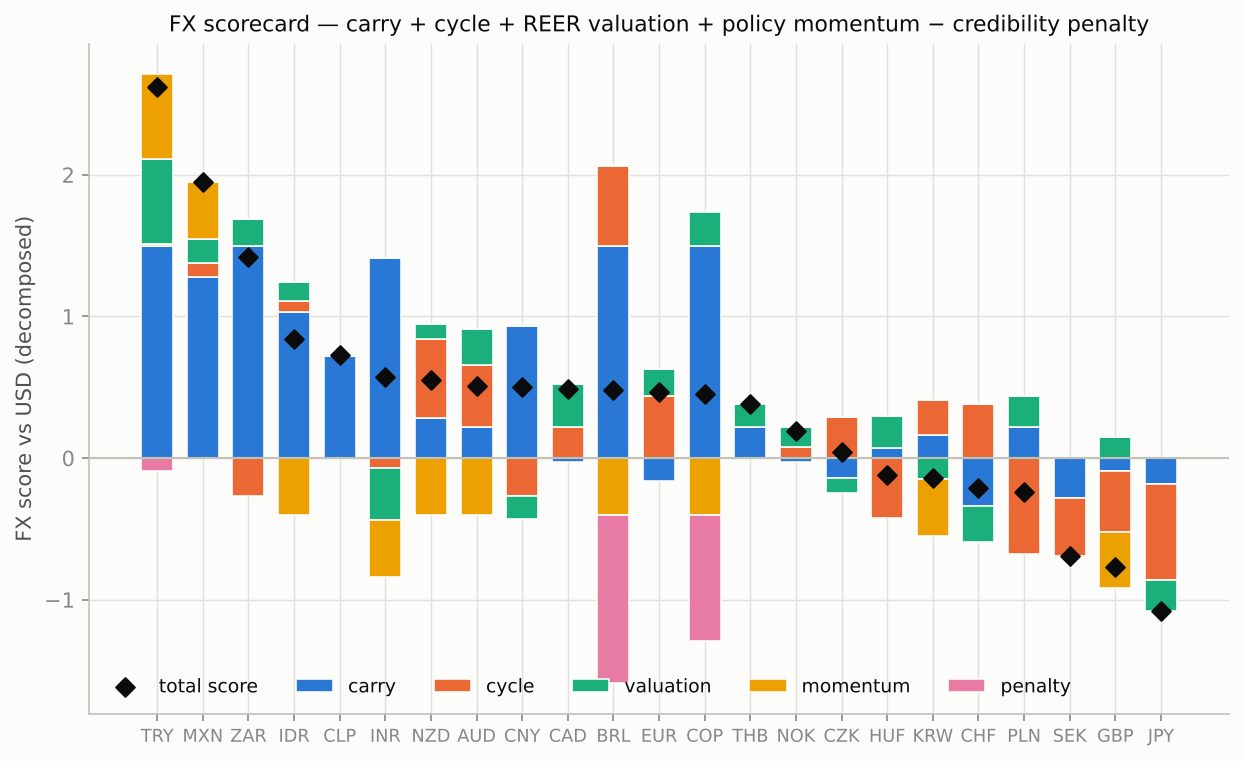 FX scorecard — carry + cycle + REER valuation + policy momentum − credibility penalty
FX score vs USD (decomposed)
2
1
0
−1
total score
carry
cycle
valuation
momentum
penalty
TRY
MXN
ZAR
IDR
CLP
INR
NZD
AUD
CNY
CAD
BRL
EUR
COP
THB
NOK
CZK
HUF
KRW
CHF
PLN
SEK
GBP
JPY